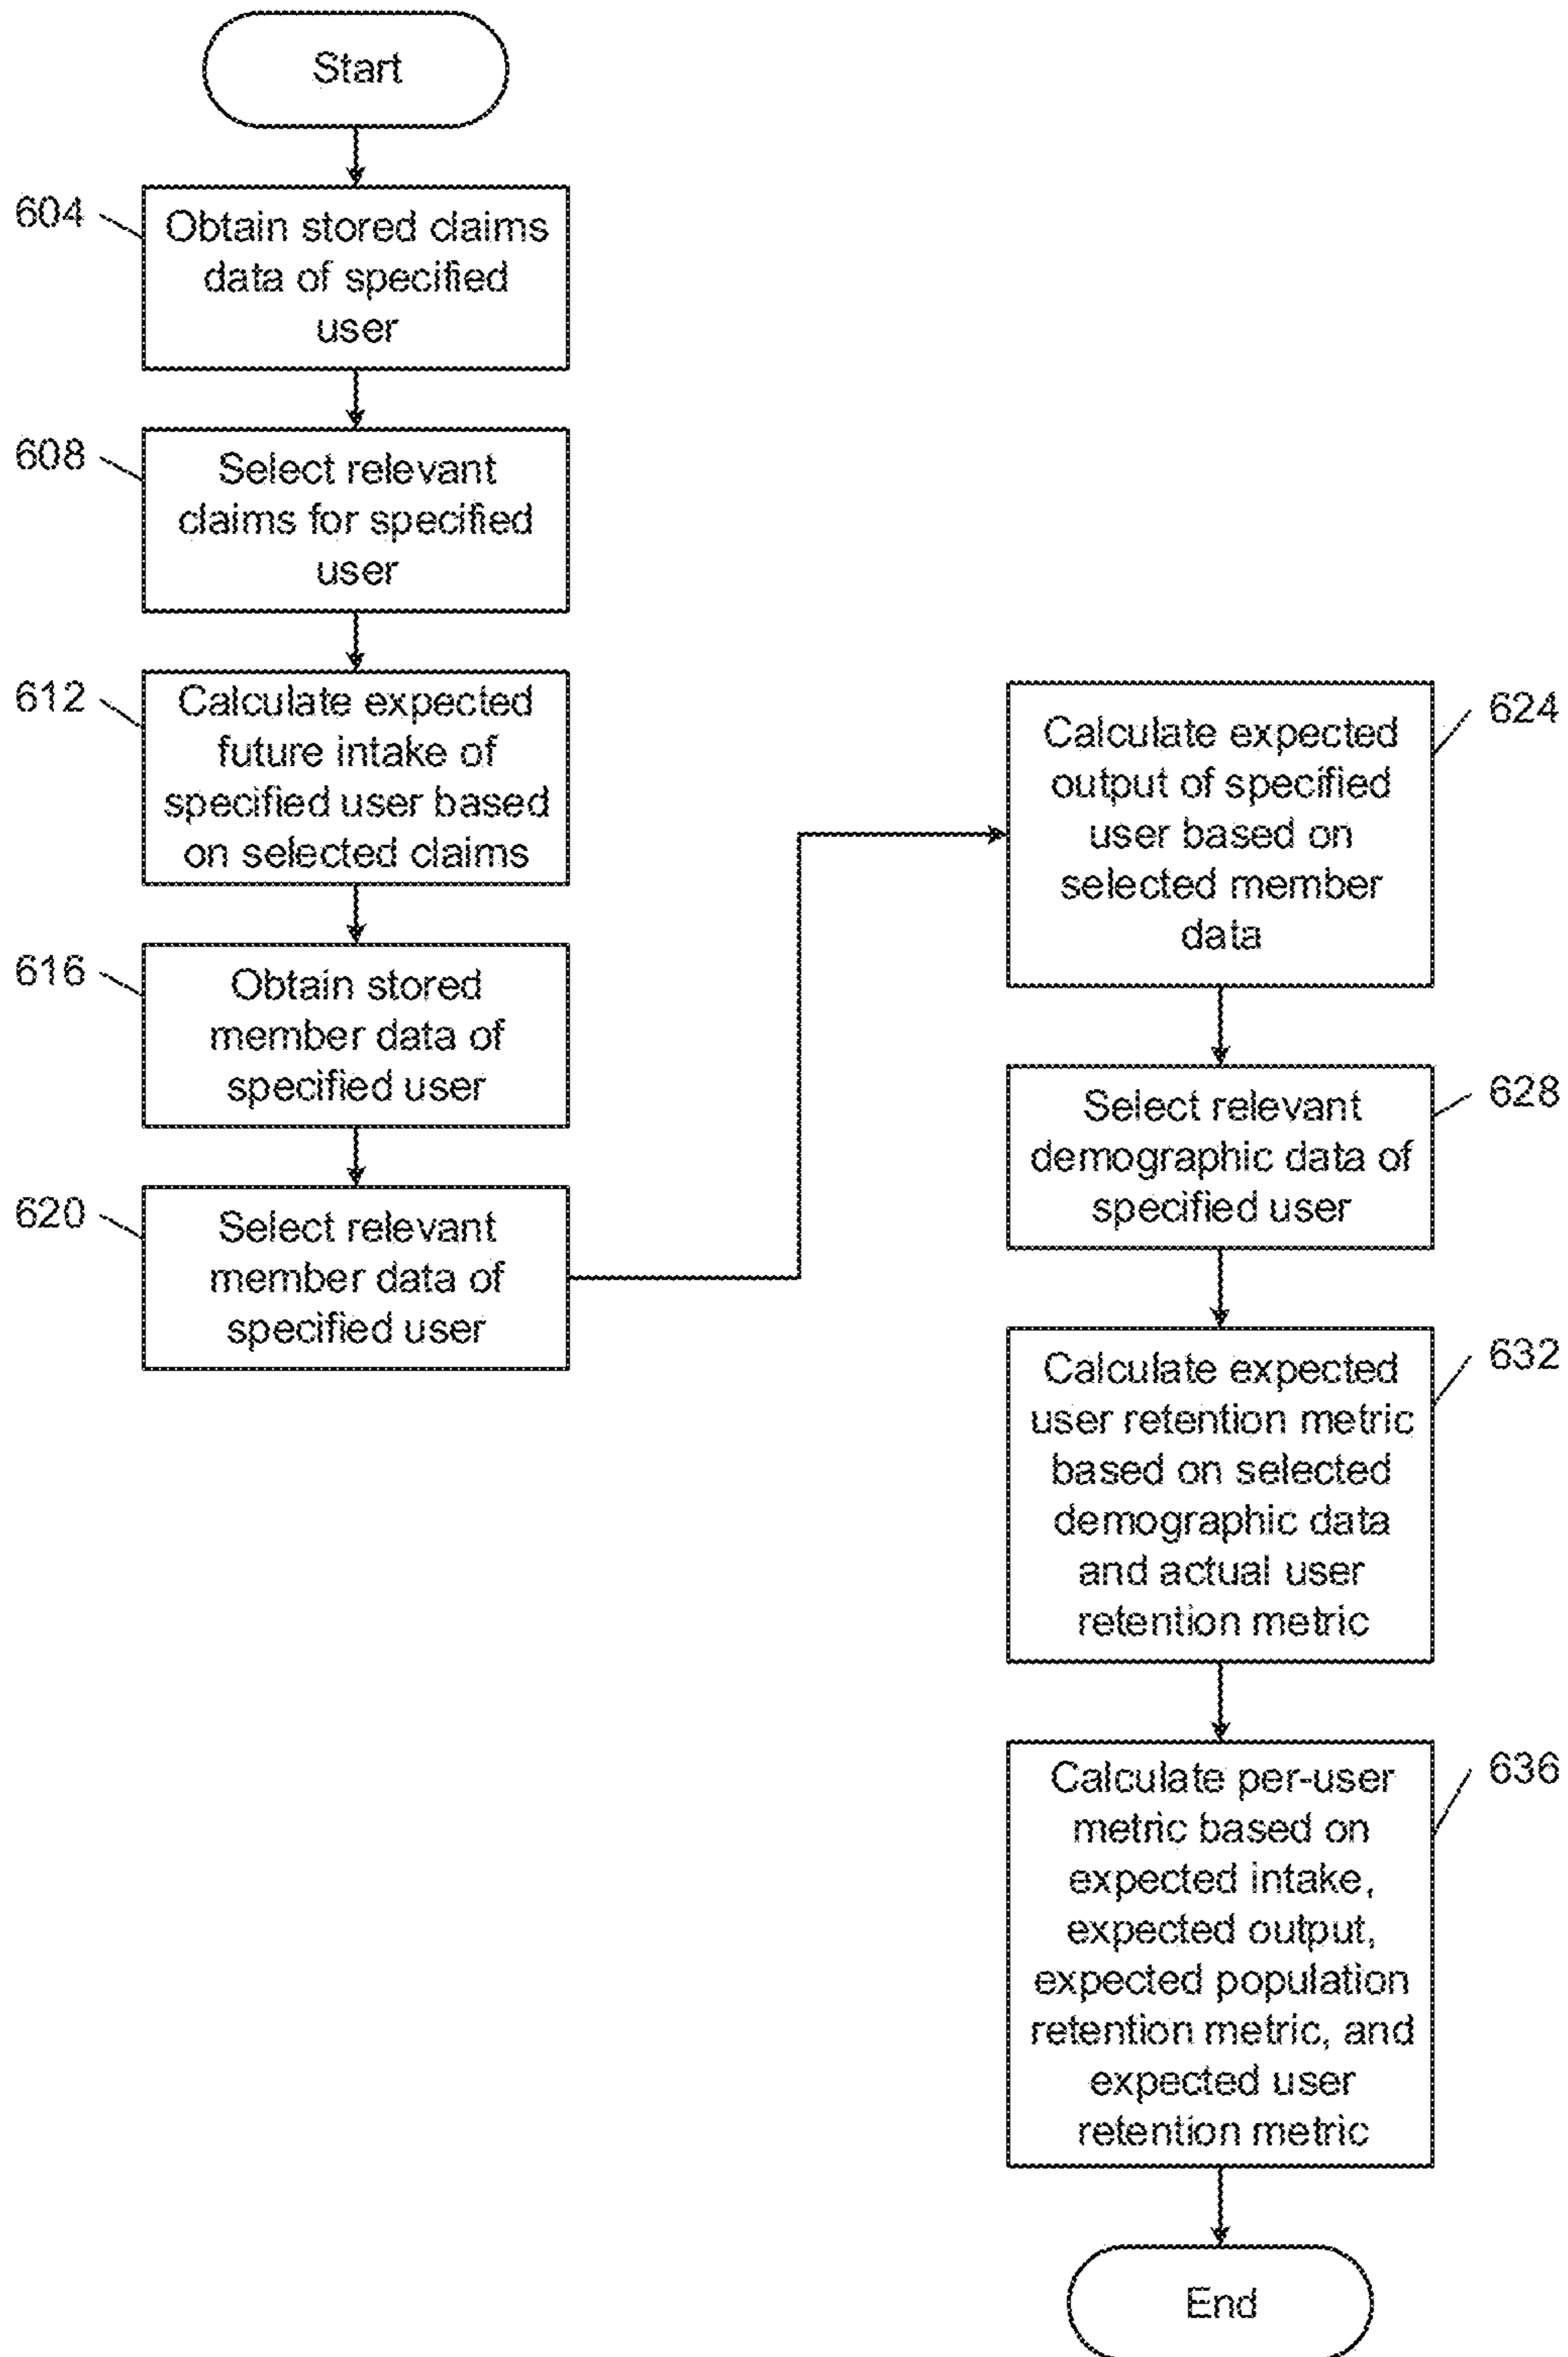 Start
604
Obtain stored claims
data of specified
user
608
Select relevant
claims for specified
user
612
Calculate expected
future intake of
specified user based
on selected claims
616
Obtain stored
member data of
specified user
620
Select relevant
member data of
specified user
624
Calculate expected
output of specified
user based on
selected member
data
628
Select relevant
demographic data of
specified user
632
Calculate expected
user retention metric
based on selected
demographic data
and actual user
retention metric
636
Calculate per-user
metric based on
expected intake,
expected output,
expected population
retention metric, and
expected user
retention metric
End